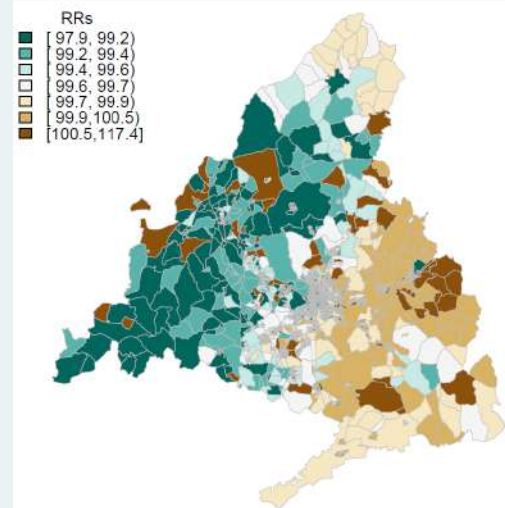 RRs
[ 97.9, 99.2)
[ 99.2, 99.4)
[ 99.4, 99.6)
[ 99.6, 99.7)
[ 99.7, 99.9)
[ 99.9,100.5)
[100.5,117.4]